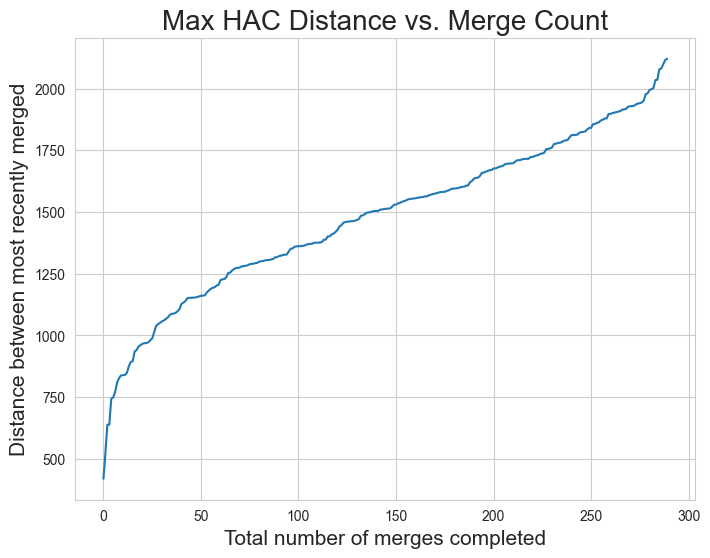 Max HAC Distance vs. Merge Count
Distance between most recently merged
2000
1750
1500
1250
1000
750
500
0 50 100 150 200 250 300
Total number of merges completed